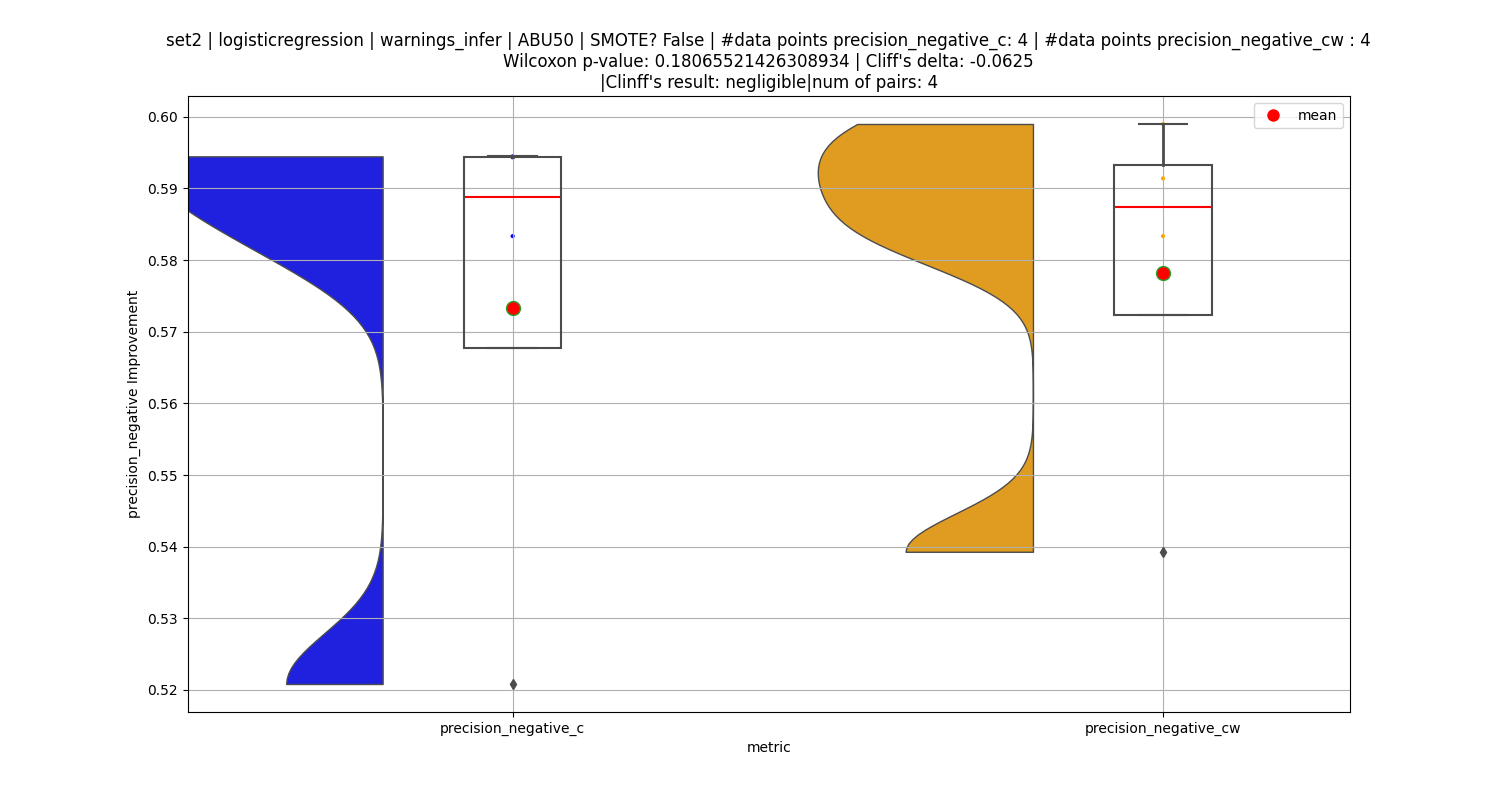 set2 | logisticregression | warnings_infer | ABU50 | SMOTE? False | #data points precision_negative_c: 4 | #data points precision_negative_cw : 4
Wilcoxon p-value: 0.18065521426308934 | Cliff's delta: -0.0625
|Clinff's result: negligible|num of pairs: 4
mean
0.60
0.59
0.58
0.57
0.56
0.55
0.54
0.53
0.52
precision_negative Improvement
precision_negative_c
precision_negative_cw
metric